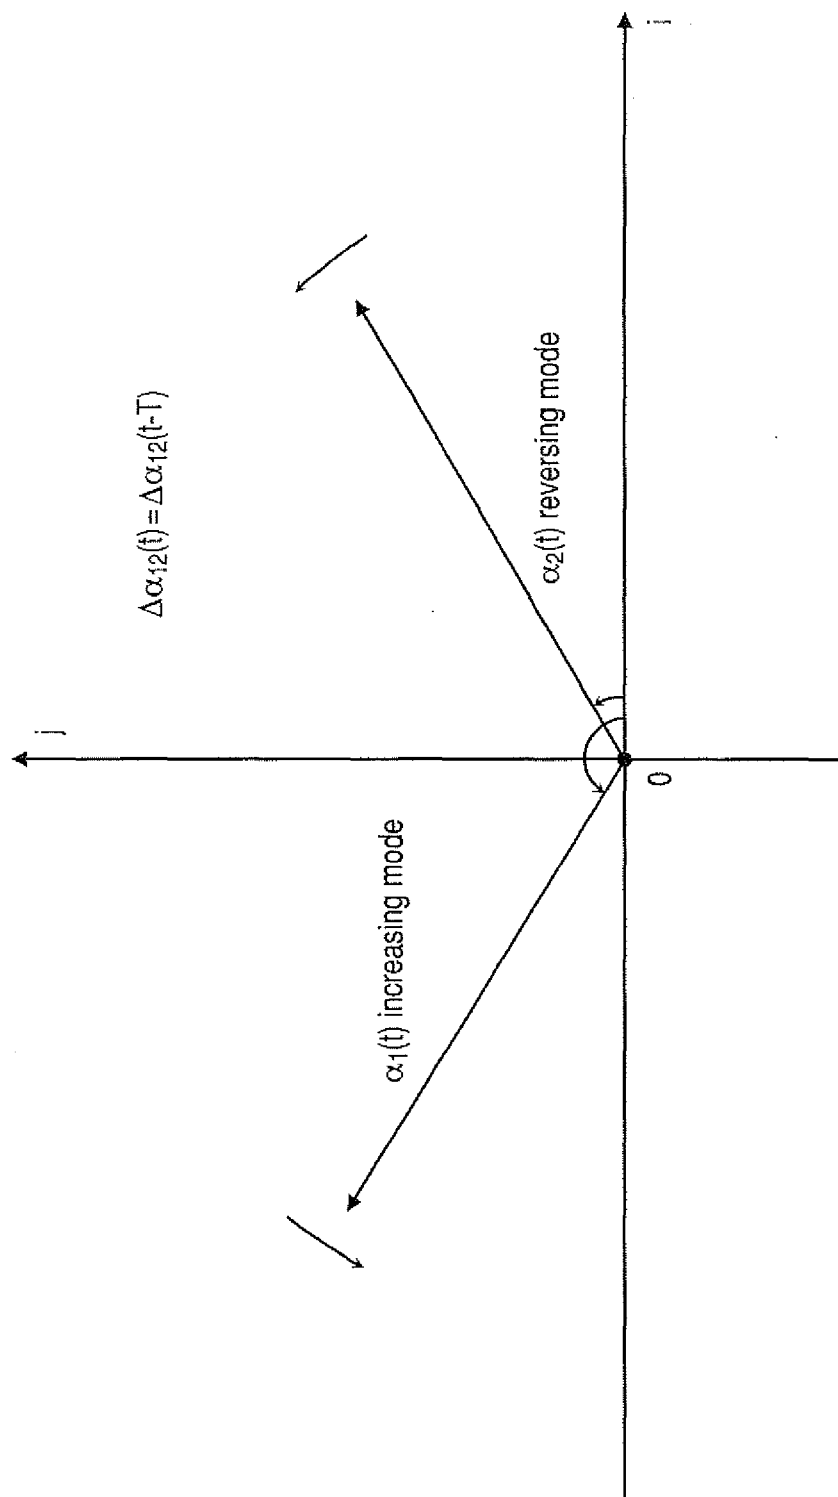 j
Δα₁₂(t)=Δα₁₂(t-T)
α₁(t) increasing mode
α₂(t) reversing mode
0
i